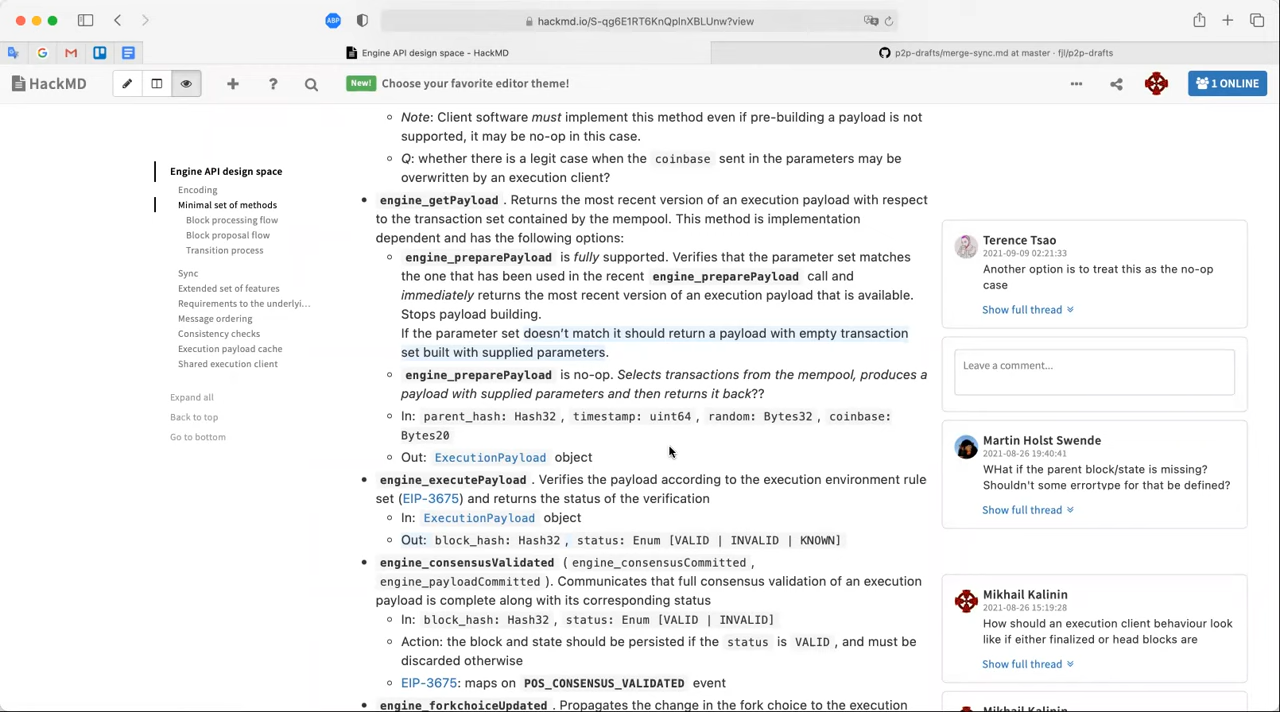 hackmd.io/S-qg6E1RT6KnQpInXBLUnw?view
ABP
Engine API design space - HackMD
p2p-drafts/merge-sync.md at master · fjl/p2p-drafts
HackMD
New! Choose your favorite editor theme!
1 ONLINE
Engine API design space
Encoding
Minimal set of methods
Block processing flow
Block proposal flow
Transition process
Sync
Extended set of features
Requirements to the underlyi...
Message ordering
Consistency checks
Execution payload cache
Shared execution client
Expand all
Back to top
Go to bottom
Note: Client software must implement this method even if pre-building a payload is not
supported, it may be no-op in this case.
Q: whether there is a legit case when the coinbase sent in the parameters may be
overwritten by an execution client?
engine_getPayload . Returns the most recent version of an execution payload with respect
to the transaction set contained by the mempool. This method is implementation
dependent and has the following options:
engine_preparePayload is fully supported. Verifies that the parameter set matches
the one that has been used in the recent engine_preparePayload call and
immediately returns the most recent version of an execution payload that is available.
Stops payload building.
If the parameter set doesn't match it should return a payload with empty transaction
set built with supplied parameters.
engine_preparePayload is no-op. Selects transactions from the mempool, produces a
payload with supplied parameters and then returns it back??
In: parent_hash: Hash32 , timestamp: uint64 , random: Bytes32 , coinbase:
Bytes20
Out: ExecutionPayload object
engine_executePayload . Verifies the payload according to the execution environment rule
set (EIP-3675) and returns the status of the verification
In: ExecutionPayload object
Out: block_hash: Hash32 , status: Enum [VALID | INVALID | KNOWN]
engine_consensusValidated ( engine_consensusCommitted ,
engine_payloadCommitted ). Communicates that full consensus validation of an execution
payload is complete along with its corresponding status
In: block_hash: Hash32 , status: Enum [VALID | INVALID]
Action: the block and state should be persisted if the status is VALID , and must be
discarded otherwise
EIP-3675: maps on POS_CONSENSUS_VALIDATED event
engine_forkchoiceUpdated . Propagates the change in the fork choice to the execution
Terence Tsao
2021-09-09 02:21:33
Another option is to treat this as the no-op
case
Show full thread
Leave a comment...
Martin Holst Swende
2021-08-26 19:40:41
WHat if the parent block/state is missing?
Shouldn't some errortype for that be defined?
Show full thread
Mikhail Kalinin
2021-08-26 15:19:28
How should an execution client behaviour look
like if either finalized or head blocks are
Show full thread
Mikhail Kalinin